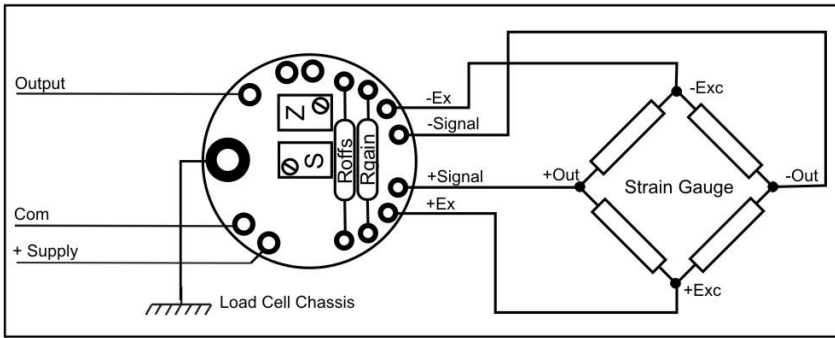 Output
Com
+ Supply
Load Cell Chassis
Z
S
Roffs
Rgain
-Ex
-Signal
+Signal
+Ex
-Exc
+Out
Strain Gauge
-Out
+Exc